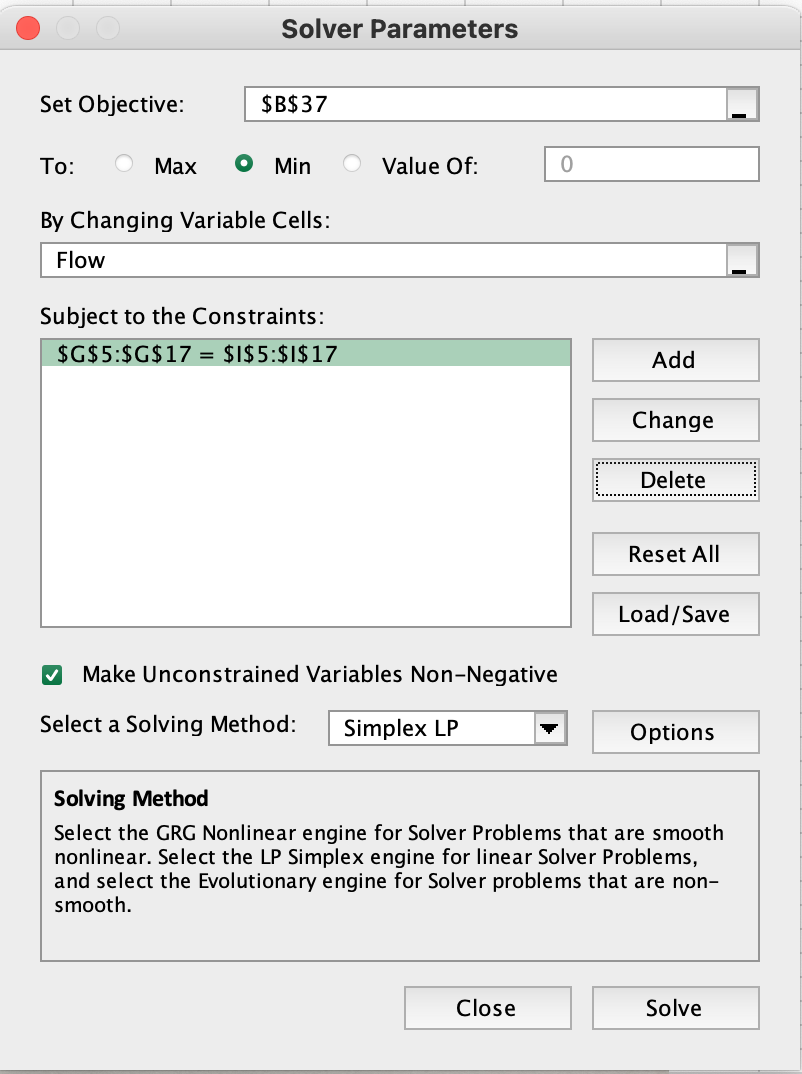 Solver Parameters
Set Objective: $B$37
To: Max Min Value Of: 0
By Changing Variable Cells:
Flow
Subject to the Constraints:
$G$5:$G$17 = $I$5:$I$17
Add
Change
Delete
Reset All
Load/Save
Make Unconstrained Variables Non-Negative
Select a Solving Method: Simplex LP Options
Solving Method
Select the GRG Nonlinear engine for Solver Problems that are smooth
nonlinear. Select the LP Simplex engine for linear Solver Problems,
and select the Evolutionary engine for Solver problems that are non-
smooth.
Close Solve